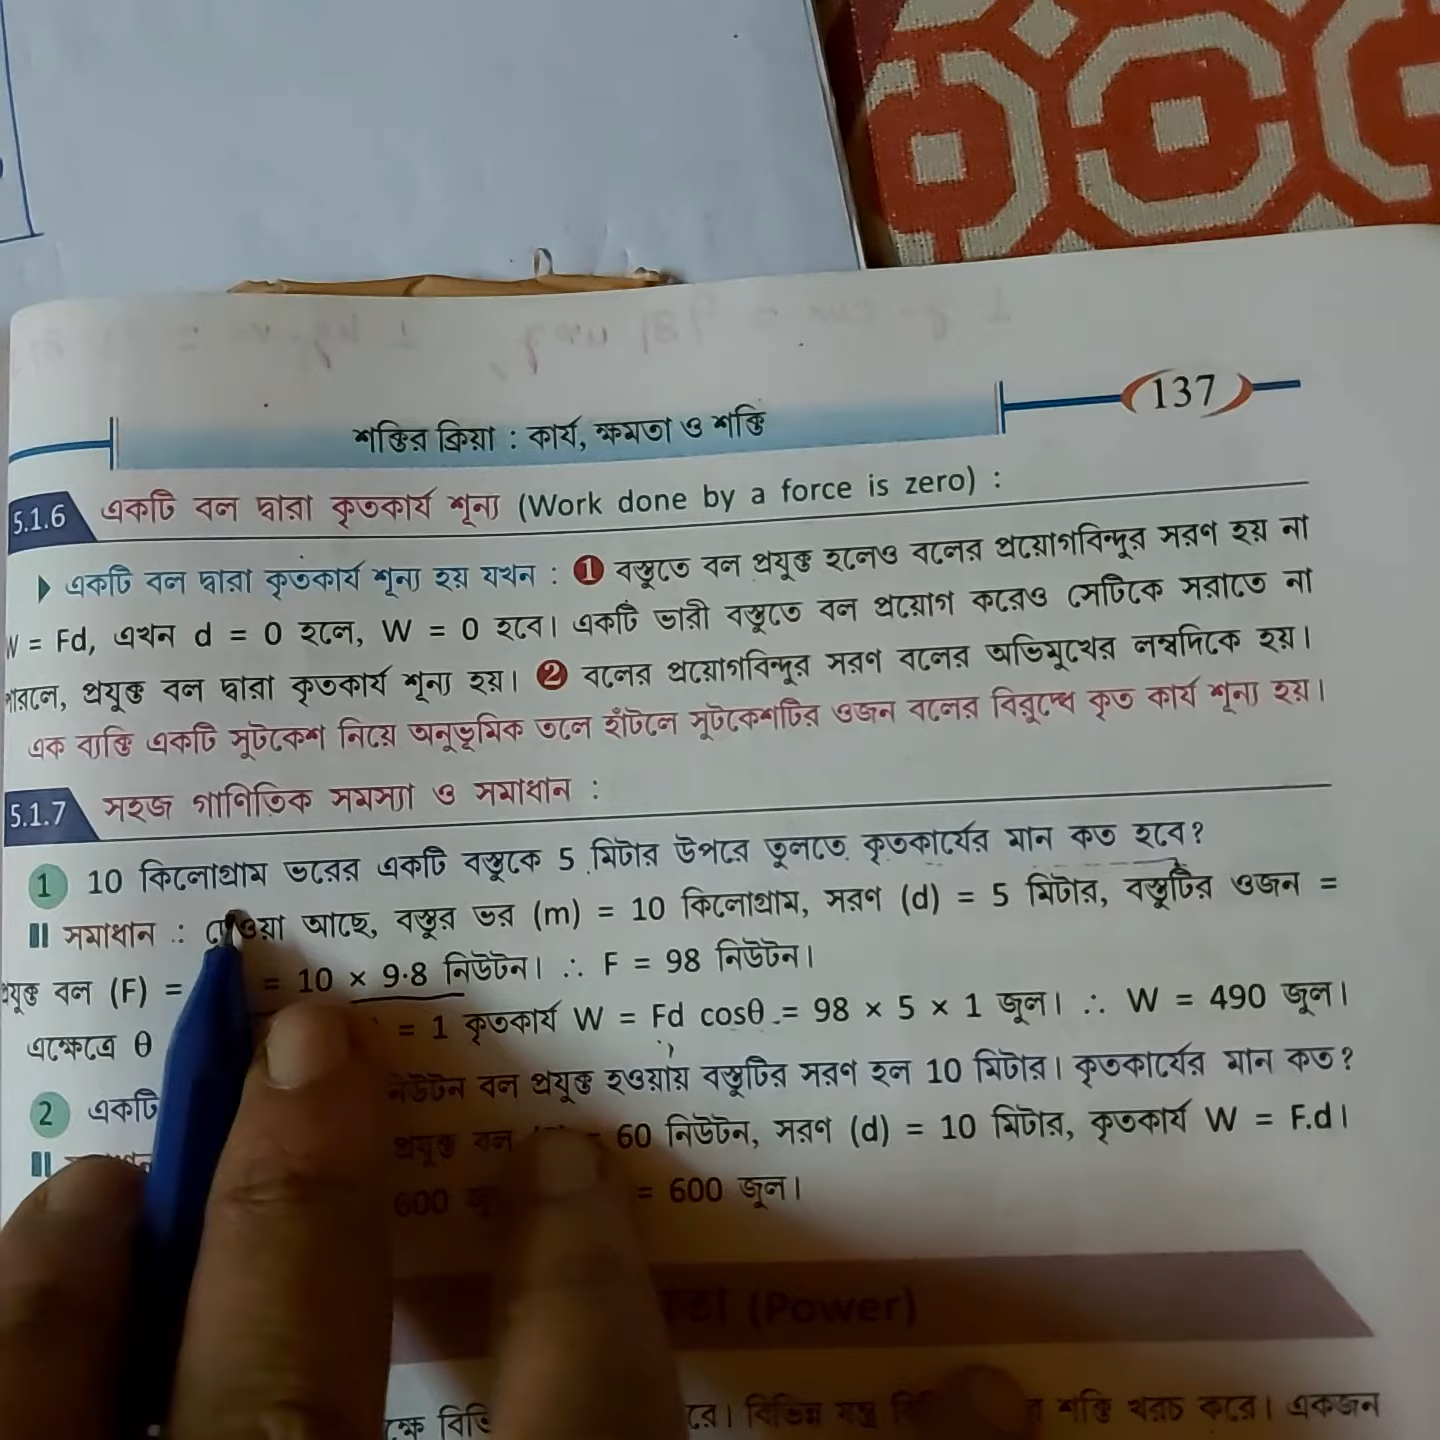 137
শক্তির ক্রিয়া : কার্য, ক্ষমতা ও শক্তি
5.1.6 একটি বল দ্বারা কৃতকার্য শূন্য (Work done by a force is zero) :
একটি বল দ্বারা কৃতকার্য শূন্য হয় যখন : 1 বস্তুতে বল প্রযুক্ত হলেও বলের প্রয়োগবিন্দুর সরণ হয় না
W = Fd, এখন d = 0 হলে, W = 0 হবে। একটি ভারী বস্তুতে বল প্রয়োগ করেও সেটিকে সরাতে না
পারলে, প্রযুক্ত বল দ্বারা কৃতকার্য শূন্য হয়। 2 বলের প্রয়োগবিন্দুর সরণ বলের অভিমুখের লম্বদিকে হয়।
এক ব্যক্তি একটি সুটকেশ নিয়ে অনুভূমিক তলে হাঁটলে সুটকেশটির ওজন বলের বিরুদ্ধে কৃত কার্য শূন্য হয়।
5.1.7 সহজ গাণিতিক সমস্যা ও সমাধান :
1 10 কিলোগ্রাম ভরের একটি বস্তুকে 5 মিটার উপরে তুলতে কৃতকার্যের মান কত হবে?
সমাধান : দেওয়া আছে, বস্তুর ভর (m) = 10 কিলোগ্রাম, সরণ (d) = 5 মিটার, বস্তুটির ওজন =
প্রযুক্ত বল (F) = = 10 × 9·8 নিউটন। ∴ F = 98 নিউটন।
এক্ষেত্রে θ = 1 কৃতকার্য W = Fd cosθ = 98 × 5 × 1 জুল। ∴ W = 490 জুল।
2 একটি নিউটন বল প্রযুক্ত হওয়ায় বস্তুটির সরণ হল 10 মিটার। কৃতকার্যের মান কত?
প্রযুক্ত বল = 60 নিউটন, সরণ (d) = 10 মিটার, কৃতকার্য W = F.d।
600 = 600 জুল।
(Power)
শক্তি খরচ করে। একজন